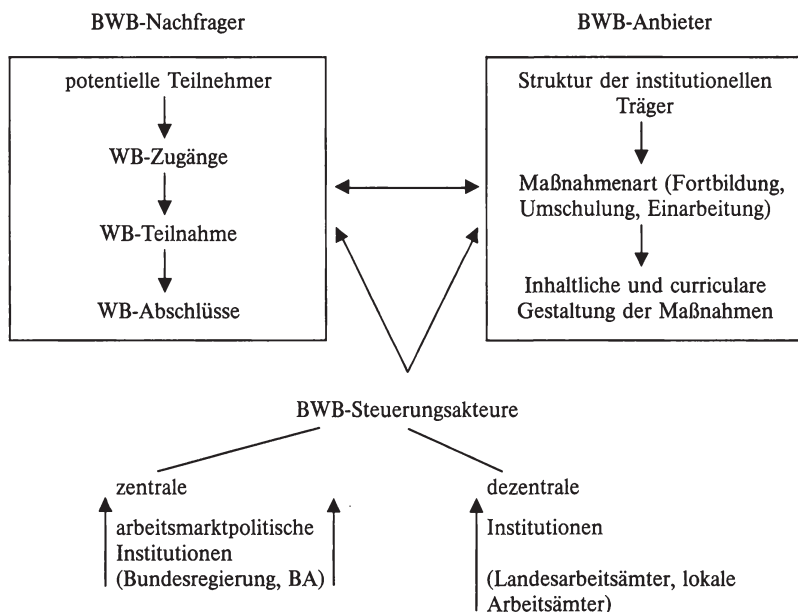 BWB-Nachfrager
potentielle Teilnehmer
WB-Zugänge
WB-Teilnahme
WB-Abschlüsse
BWB-Anbieter
Struktur der institutionellen
Träger
Maßnahmenart (Fortbildung,
Umschulung, Einarbeitung)
Inhaltliche und curriculare
Gestaltung der Maßnahmen
BWB-Steuerungsakteure
zentrale
arbeitsmarktpolitische
Institutionen
(Bundesregierung, BA)
dezentrale
Institutionen
(Landesarbeitsämter, lokale
Arbeitsämter)